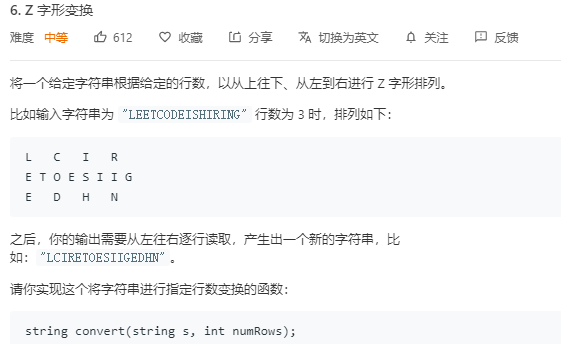 6. Z 字形变换
难度 中等 612 收藏 分享 切换为英文 关注 反馈
将一个给定字符串根据给定的行数，以从上往下、从左到右进行 Z 字形排列。
比如输入字符串为 "LEETCODEISHIRING" 行数为 3 时，排列如下：
L C I R
E T O E S I I G
E D H N
之后，你的输出需要从左往右逐行读取，产生出一个新的字符串，比
如："LCIRETOESIIGEDHN"。
请你实现这个将字符串进行指定行数变换的函数：
string convert(string s, int numRows);